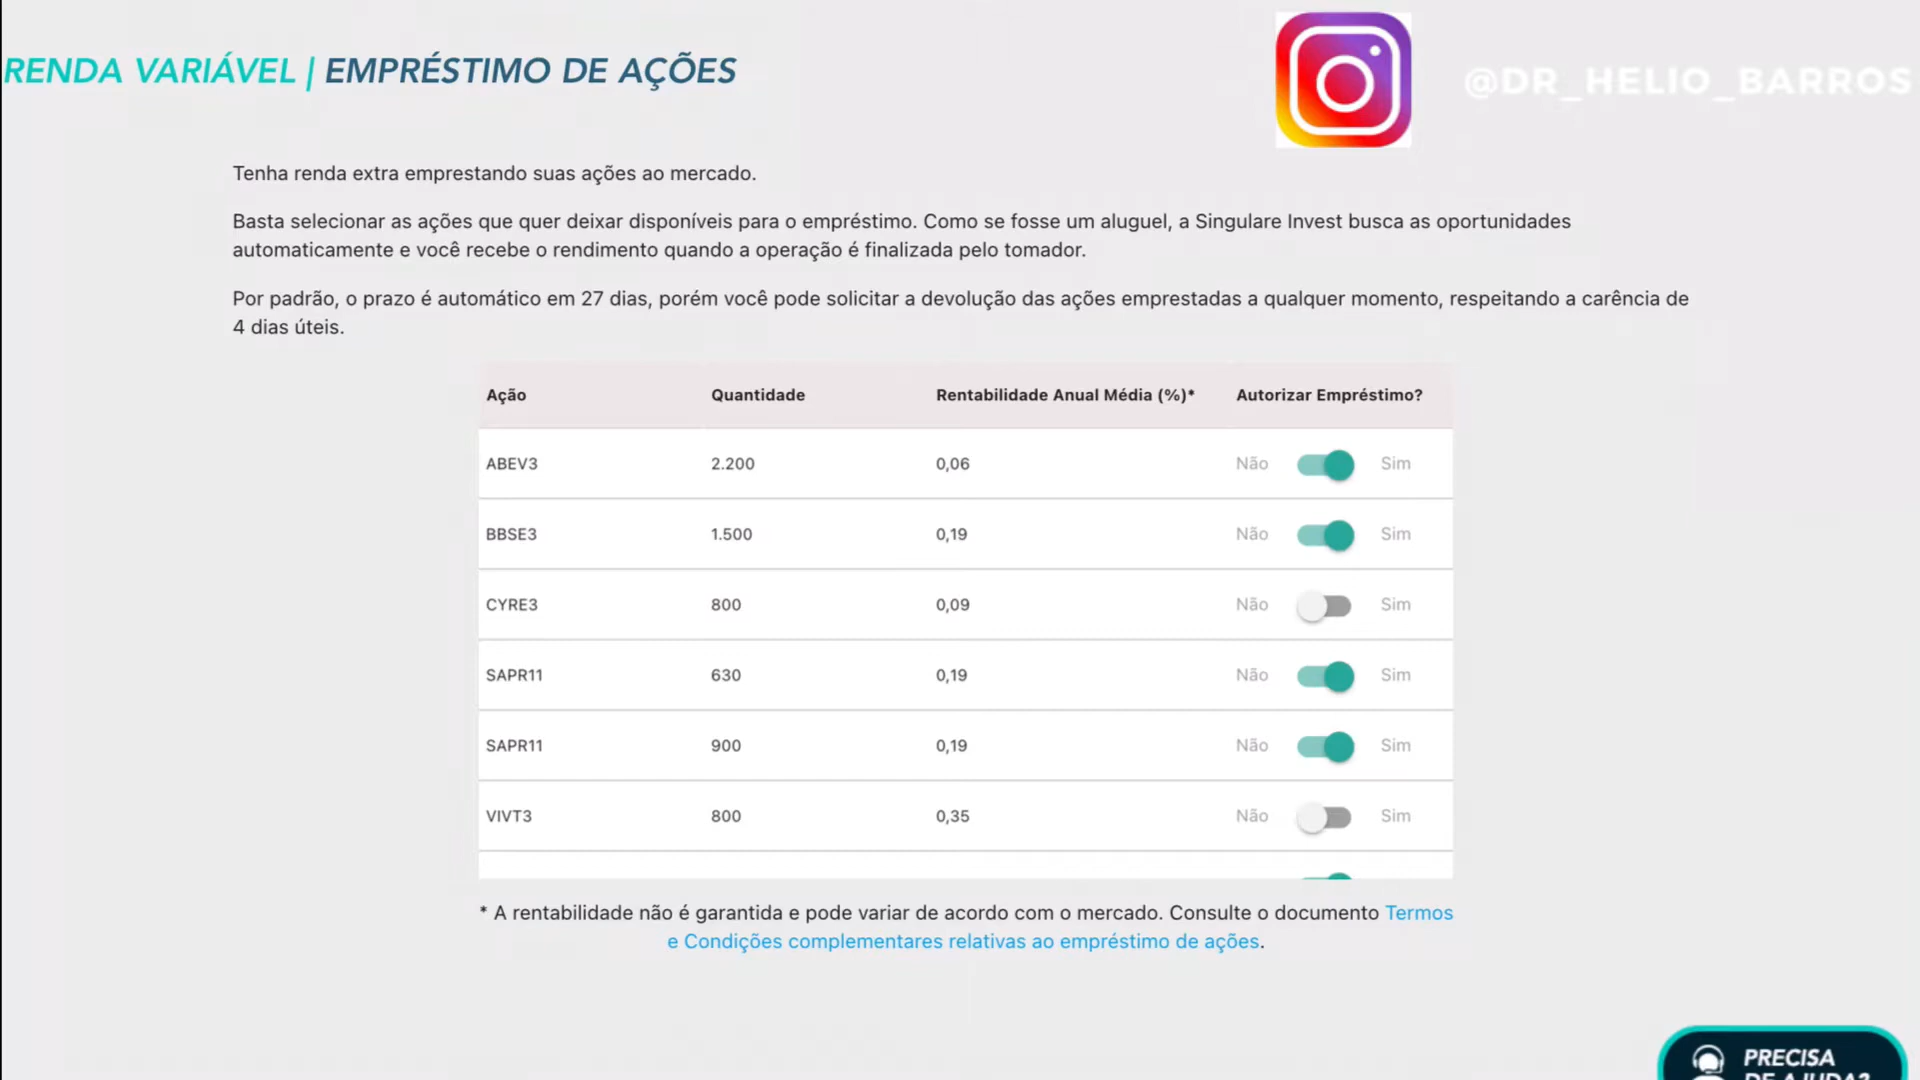 RENDA VARIÁVEL | EMPRÉSTIMO DE AÇÕES
@DR_HELIO_BARROS
Tenha renda extra emprestando suas ações ao mercado.
Basta selecionar as ações que quer deixar disponíveis para o empréstimo. Como se fosse um aluguel, a Singulare Invest busca as oportunidades
automaticamente e você recebe o rendimento quando a operação é finalizada pelo tomador.
Por padrão, o prazo é automático em 27 dias, porém você pode solicitar a devolução das ações emprestadas a qualquer momento, respeitando a carência de
4 dias úteis.
Ação Quantidade Rentabilidade Anual Média (%)* Autorizar Empréstimo?
ABEV3 2.200 0,06 Não Sim
BBSE3 1.500 0,19 Não Sim
CYRE3 800 0,09 Não Sim
SAPR11 630 0,19 Não Sim
SAPR11 900 0,19 Não Sim
VIVT3 800 0,35 Não Sim
* A rentabilidade não é garantida e pode variar de acordo com o mercado. Consulte o documento Termos
e Condições complementares relativas ao empréstimo de ações.
PRECISA
DE AJUDA?